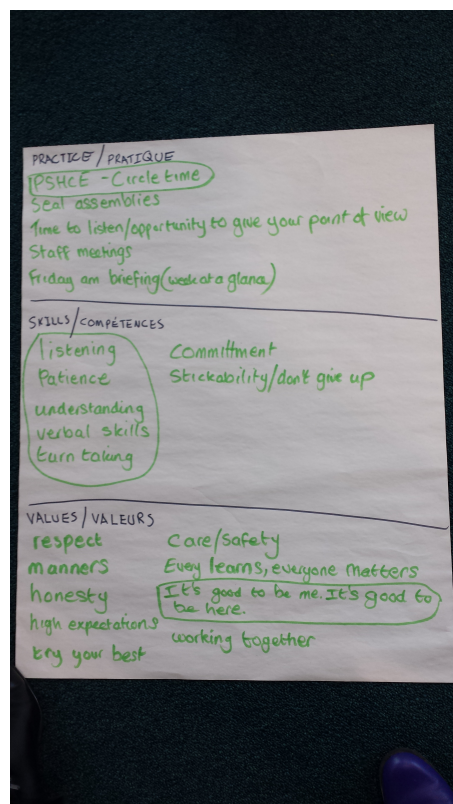 PRACTICE/PRATIQUE
PSHCE - Circle time
Seal assemblies
Time to listen/opportunity to give your point of view
Staff meetings
Friday am briefing (week at a glance)
SKILLS/COMPÉTENCES
listening
Patience
understanding
verbal skills
turn taking
Committment
Stickability/don't give up
VALUES/VALEURS
respect
manners
honesty
high expectations
try your best
Care/Safety
Every learns, everyone matters
It's good to be me. It's good to
be here.
working together